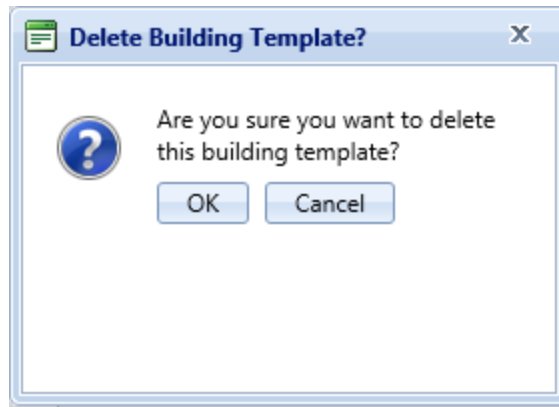 Delete Building Template?
Are you sure you want to delete
this building template?
OK
Cancel